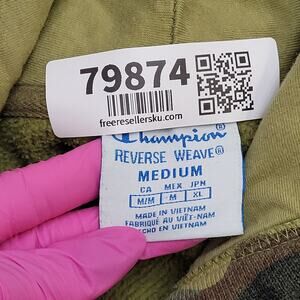 79874
freeresellersku.com
Champion®
REVERSE WEAVE®
MEDIUM
CA MEX JPN
M/M M XL
MADE IN VIETNAM
FABRIQUÉ AU VIÊT-NAM
HECHO EN VIETNAM